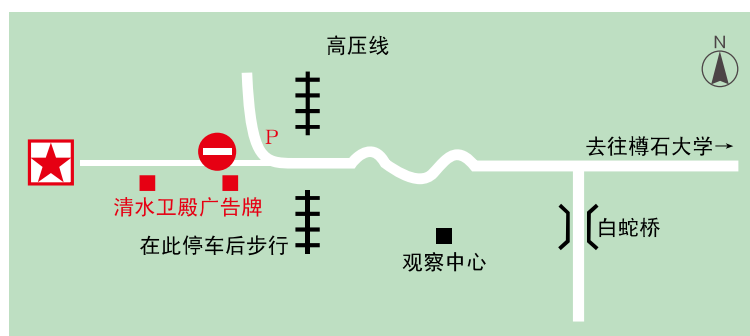 高压线
N
P
去往樽石大学→
清水卫殿广告牌
在此停车后步行
白蛇桥
观察中心